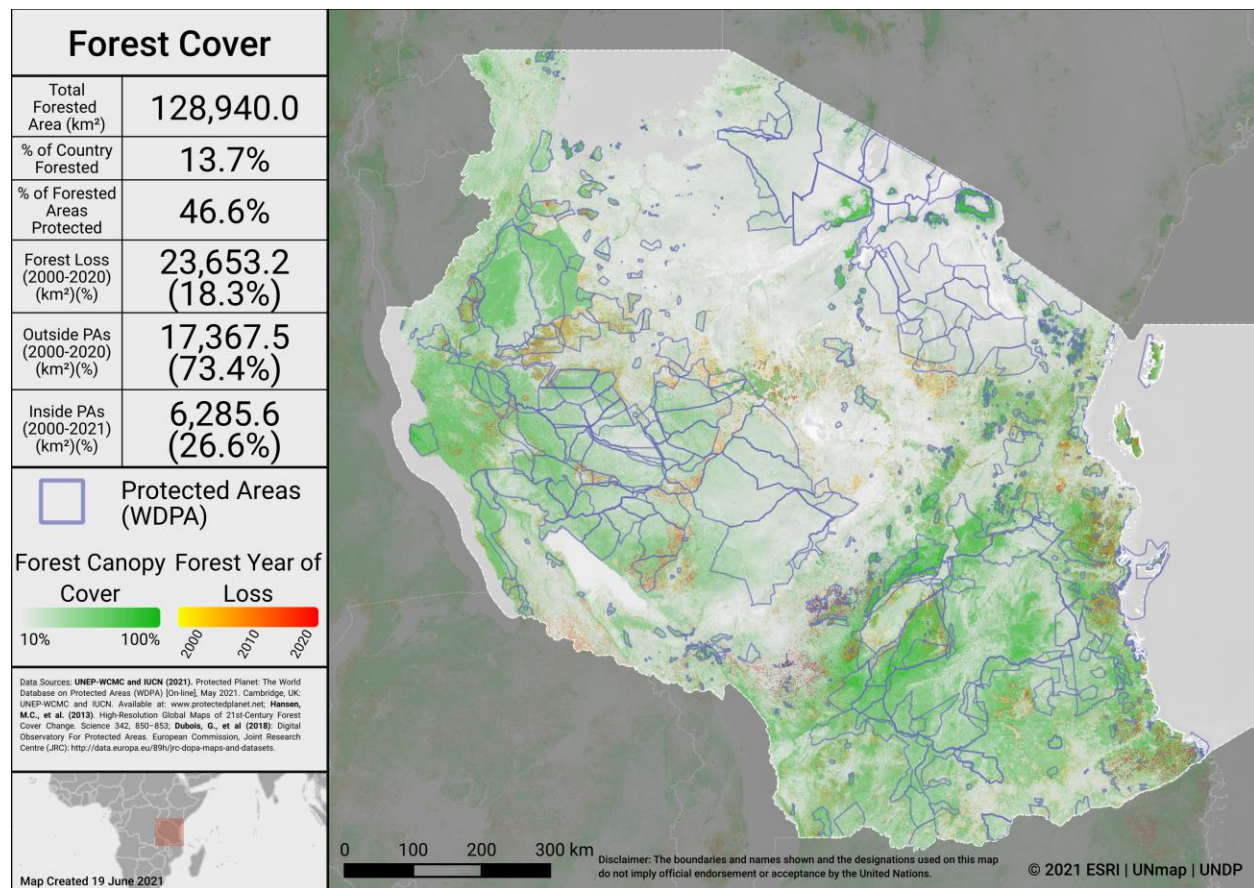 Forest Cover
Total
Forested
Area (km²)
128,940.0
% of Country
Forested
13.7%
% of Forested
Areas
Protected
46.6%
Forest Loss
(2000-2020)
(km²)(%)
23,653.2
(18.3%)
Outside PAs
(2000-2020)
(km²)(%)
17,367.5
(73.4%)
Inside PAs
(2000-2021)
(km²)(%)
6,285.6
(26.6%)
Protected Areas
(WDPA)
Forest Canopy
Cover
10%
100%
Forest Year of
Loss
2000
2010
2020
Data Sources: UNEP-WCMC and IUCN (2021). Protected Planet: The World
Database on Protected Areas (WDPA) [On-line], May 2021. Cambridge, UK:
UNEP-WCMC and IUCN. Available at: www.protectedplanet.net; Hansen,
M.C., et al. (2013). High-Resolution Global Maps of 21st-Century Forest
Cover Change. Science 342, 850–853; Dubois, G., et al (2018): Digital
Observatory For Protected Areas. European Commission, Joint Research
Centre (JRC): http://data.europa.eu/89h/jrc-dopa-maps-and-datasets.
Map Created 19 June 2021
0 100 200 300 km
Disclaimer: The boundaries and names shown and the designations used on this map
do not imply official endorsement or acceptance by the United Nations.
© 2021 ESRI | UNmap | UNDP